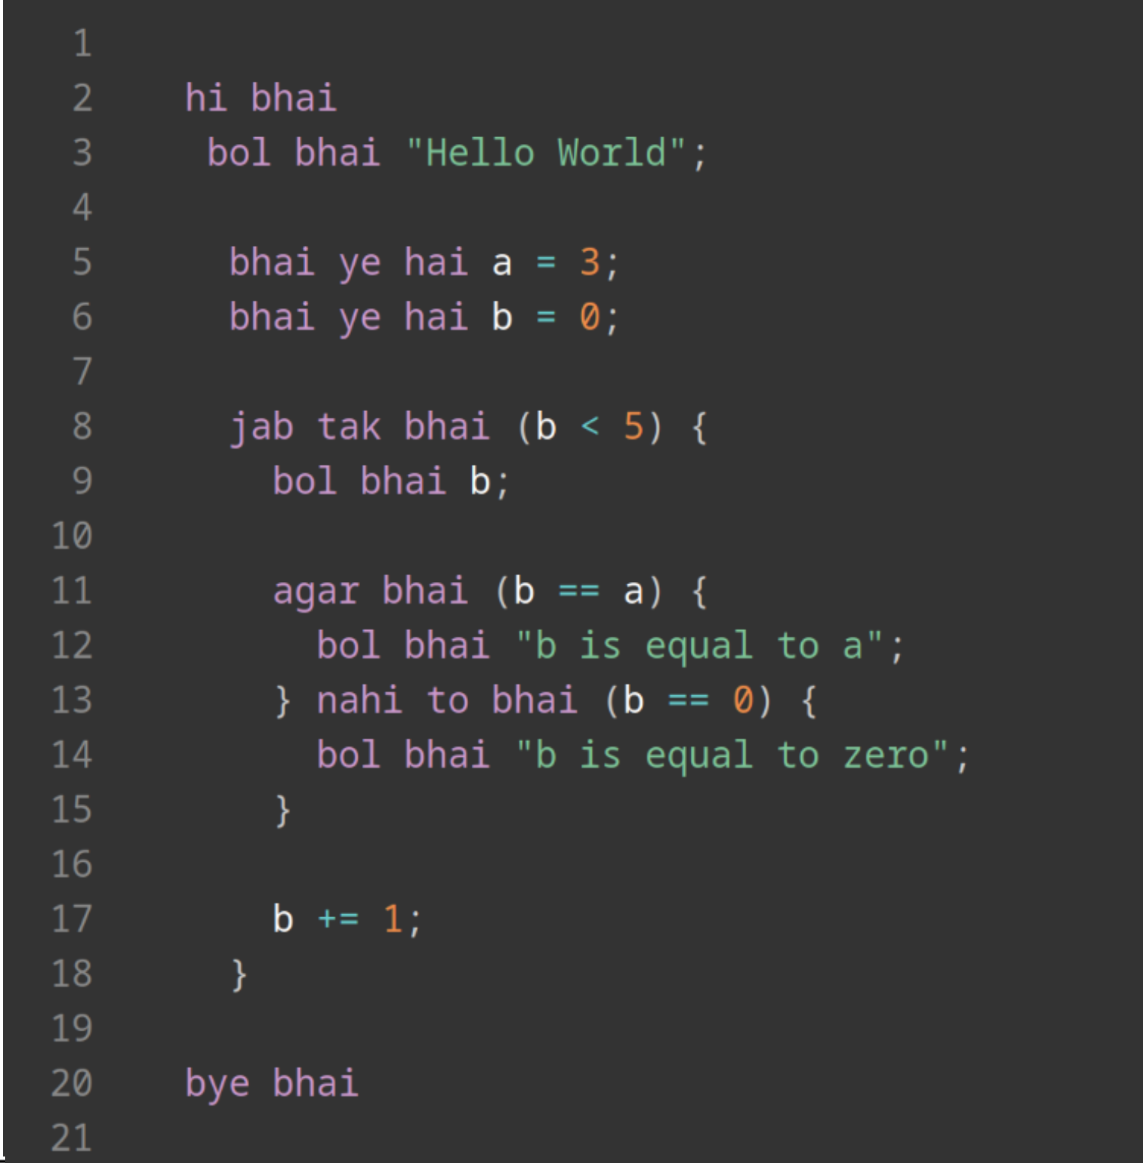 1
2 hi bhai
3 bol bhai "Hello World";
4
5 bhai ye hai a = 3;
6 bhai ye hai b = 0;
7
8 jab tak bhai (b < 5) {
9 bol bhai b;
10
11 agar bhai (b == a) {
12 bol bhai "b is equal to a";
13 } nahi to bhai (b == 0) {
14 bol bhai "b is equal to zero";
15 }
16
17 b += 1;
18 }
19
20 bye bhai
21